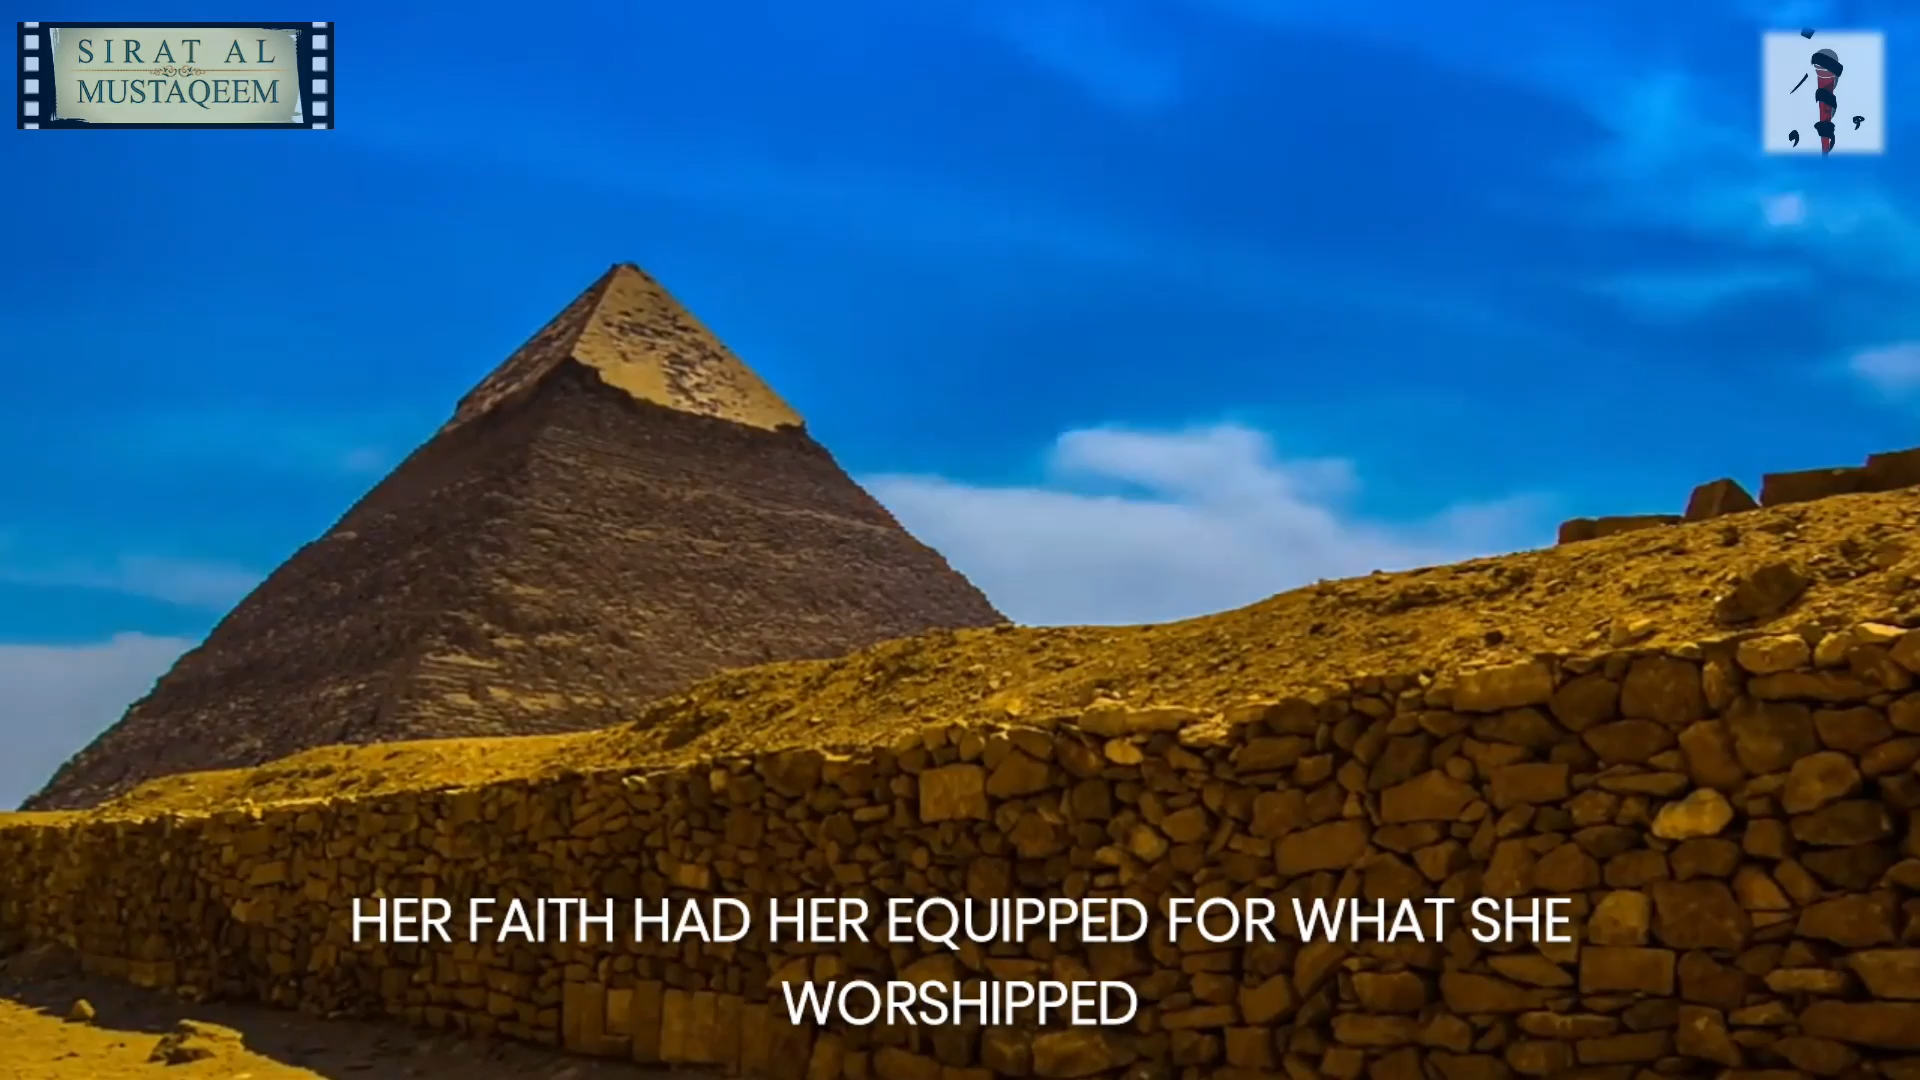 SIRAT AL
MUSTAQEEM
HER FAITH HAD HER EQUIPPED FOR WHAT SHE
WORSHIPPED